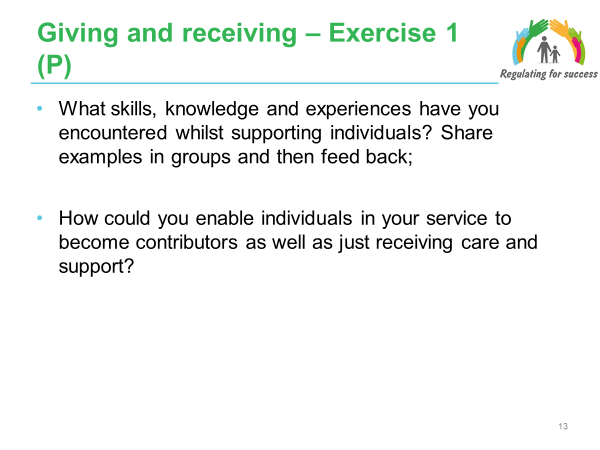 Giving and receiving – Exercise 1
(P)
Regulating for success
• What skills, knowledge and experiences have you
encountered whilst supporting individuals? Share
examples in groups and then feed back;
• How could you enable individuals in your service to
become contributors as well as just receiving care and
support?
13